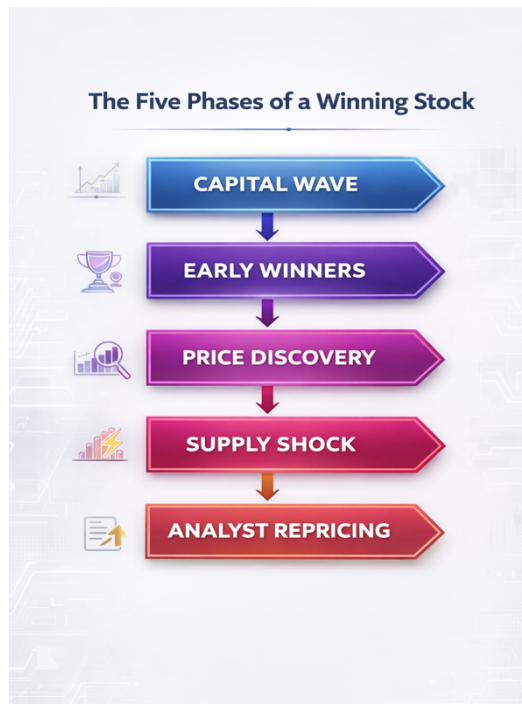 The Five Phases of a Winning Stock
CAPITAL WAVE
EARLY WINNERS
PRICE DISCOVERY
SUPPLY SHOCK
ANALYST REPRICING